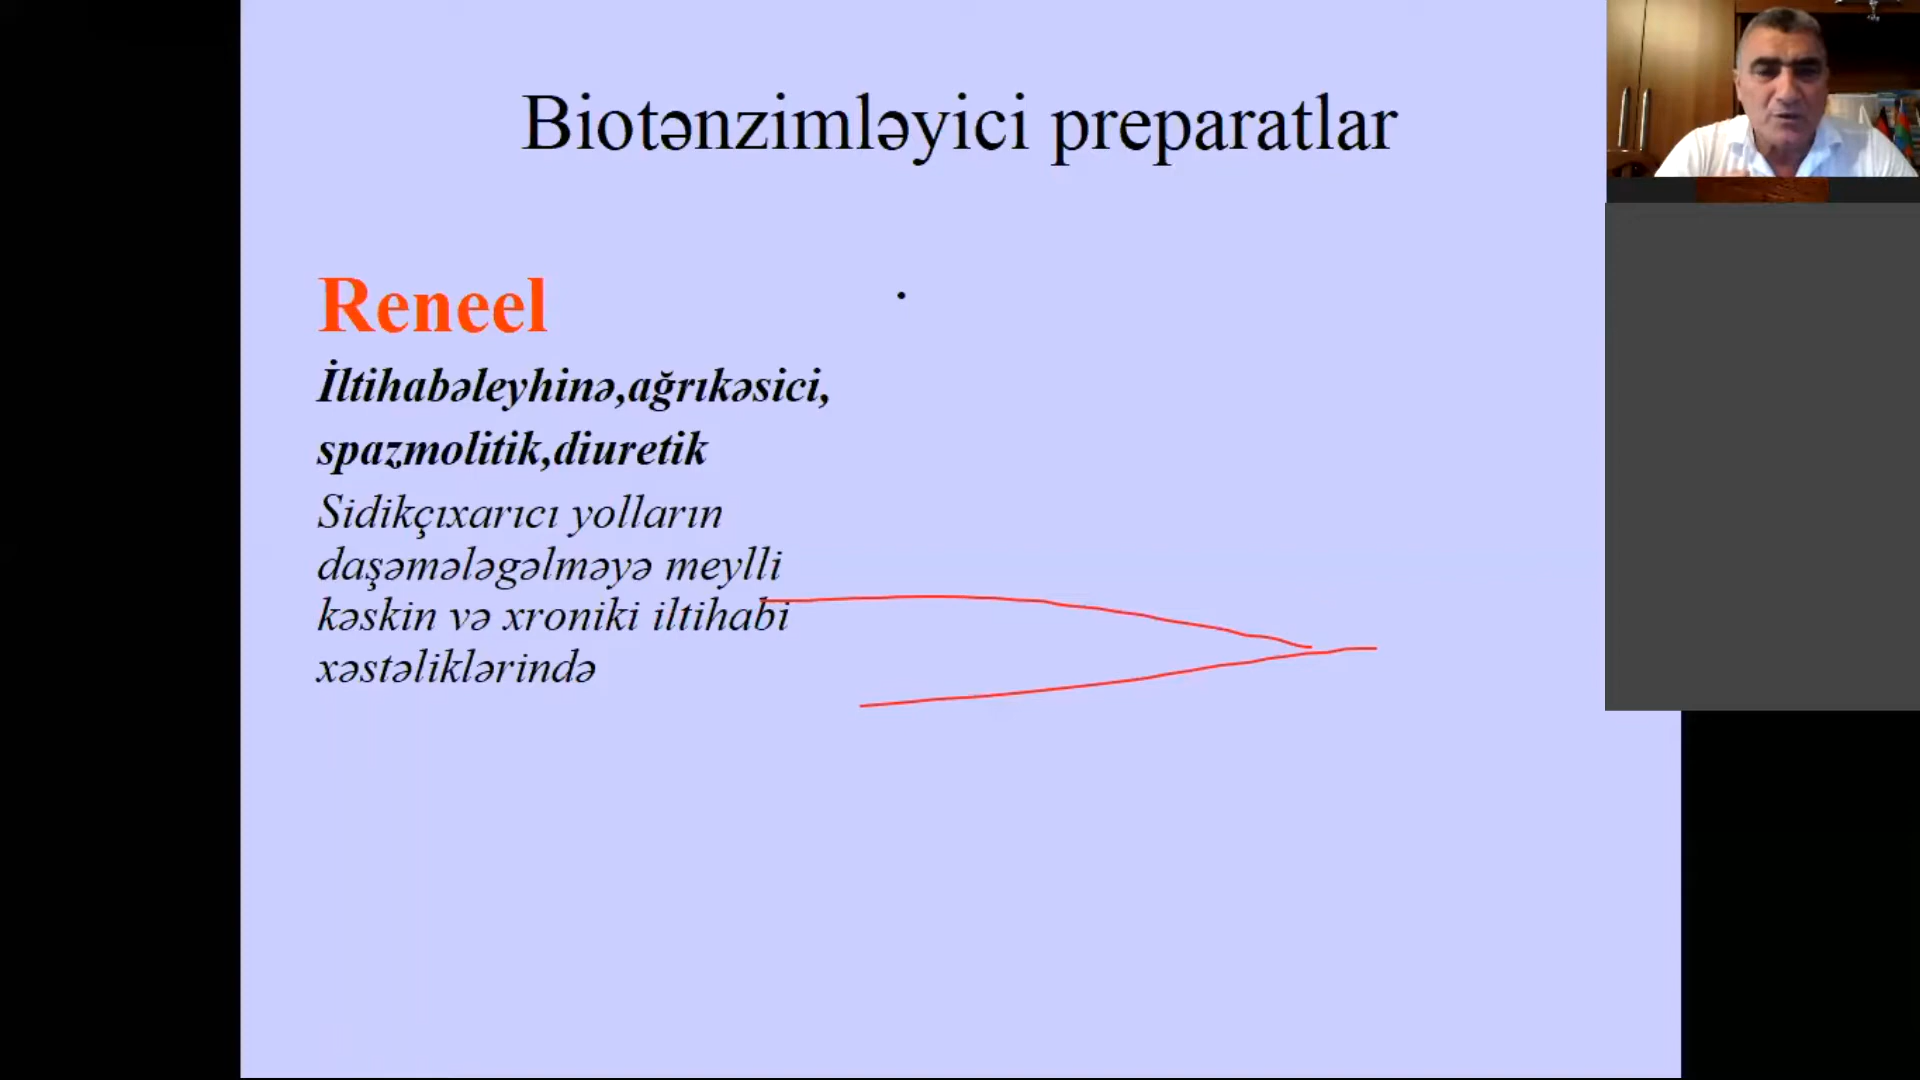 Biotənzimləyici preparatlar
Reneel
İltihabəleyhinə,ağrıkəsici,
spazmolitik,diuretik
Sidikçıxarıcı yolların
daşəmələgəlməyə meylli
kəskin və xroniki iltihabi
xəstəliklərində